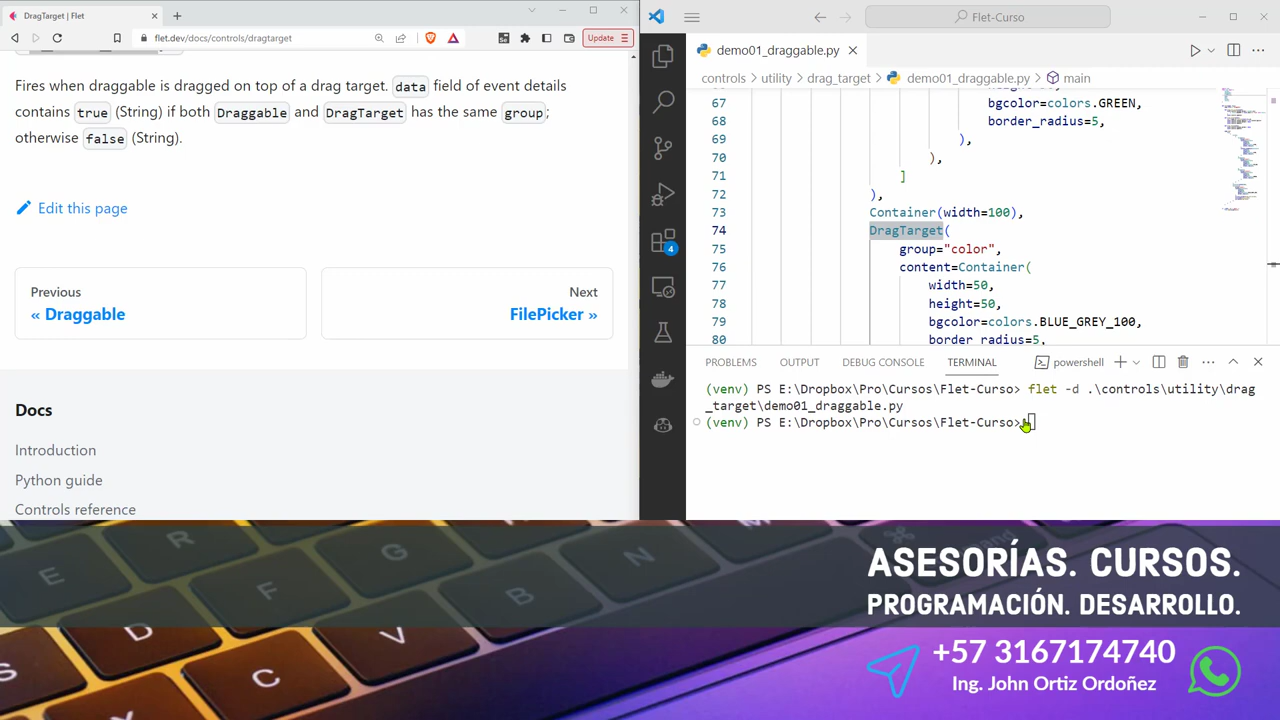 DragTarget | Flet
flet.dev/docs/controls/dragtarget
Update
Fires when draggable is dragged on top of a drag target. data field of event details
contains true (String) if both Draggable and DragTarget has the same group;
otherwise false (String).
Edit this page
Previous
« Draggable
Next
FilePicker »
Docs
Introduction
Python guide
Controls reference
Flet-Curso
demo01_draggable.py
controls > utility > drag_target > demo01_draggable.py > main
67 bgcolor=colors.GREEN,
68 border_radius=5,
69 ),
70 ),
71 ]
72 ),
73 Container(width=100),
74 DragTarget(
75 group="color",
76 content=Container(
77 width=50,
78 height=50,
79 bgcolor=colors.BLUE_GREY_100,
80 border_radius=5,
4
PROBLEMS OUTPUT DEBUG CONSOLE TERMINAL powershell
(venv) PS E:\Dropbox\Pro\Cursos\Flet-Curso> flet -d .\controls\utility\drag
_target\demo01_draggable.py
(venv) PS E:\Dropbox\Pro\Cursos\Flet-Curso>
ASESORÍAS. CURSOS.
PROGRAMACIÓN. DESARROLLO.
+57 3167174740
Ing. John Ortiz Ordoñez